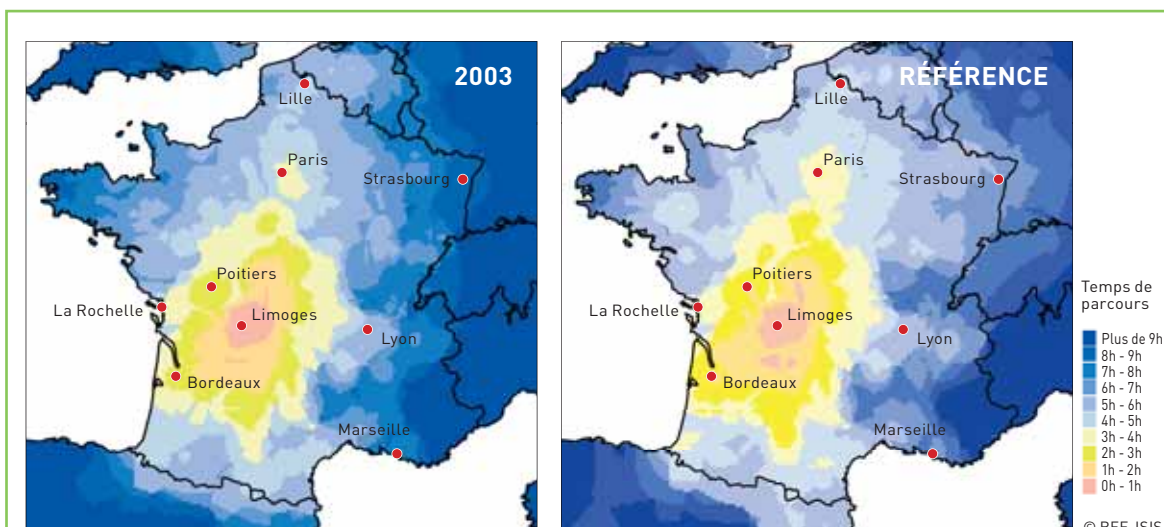 2003
Lille
Paris
Strasbourg
Poitiers
La Rochelle
Limoges
Lyon
Bordeaux
Marseille
RÉFÉRENCE
Lille
Paris
Strasbourg
Poitiers
La Rochelle
Limoges
Lyon
Bordeaux
Marseille
Temps de
parcours
Plus de 9h
8h - 9h
7h - 8h
6h - 7h
5h - 6h
4h - 5h
3h - 4h
2h - 3h
1h - 2h
0h - 1h